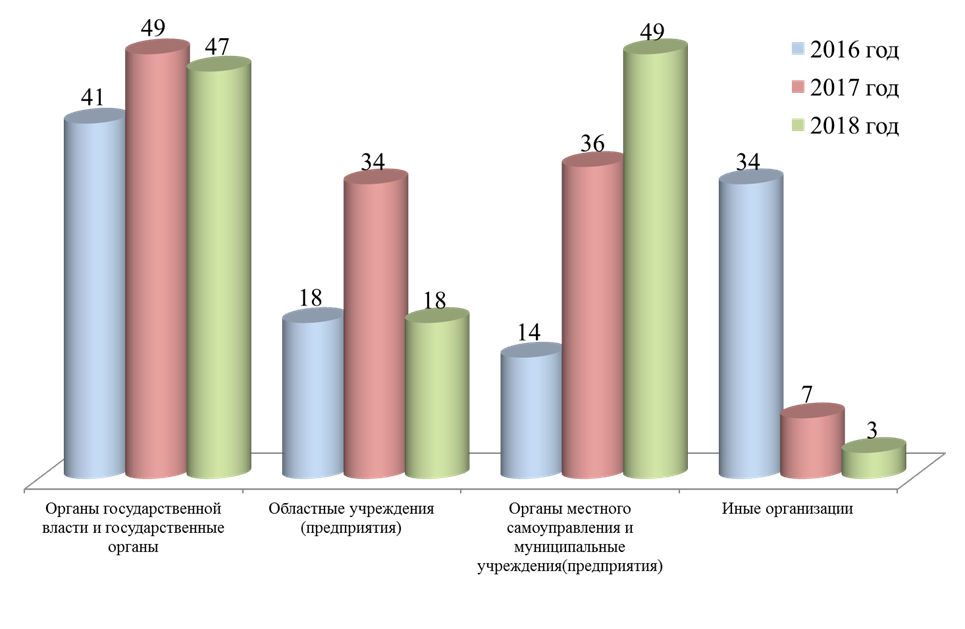 49
47
41
49
34
18
18
36
14
34
7
3
2016 год
2017 год
2018 год
Органы государственной
власти и государственные
органы
Областные учреждения
(предприятия)
Органы местного
самоуправления и
муниципальные
учреждения(предприятия)
Иные организации